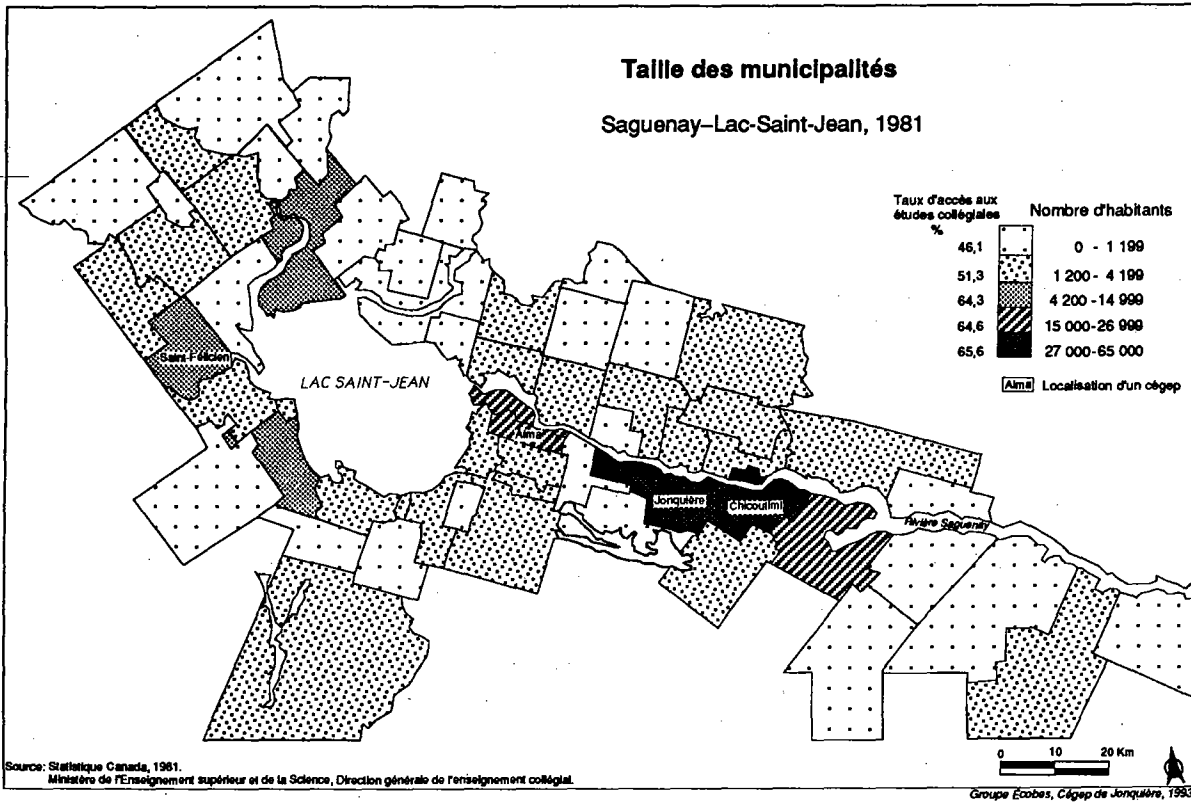 Taille des municipalités
Saguenay–Lac-Saint-Jean, 1981
Taux d'accès aux
études collégiales
%
Nombre d'habitants
46,1 0 - 1 199
51,3 1 200 - 4 199
64,3 4 200 - 14 999
64,6 15 000 - 26 999
65,6 27 000 - 65 000
Alma Localisation d'un cégep
Saint-Félicien
LAC SAINT-JEAN
Alma
Jonquière
Chicoutimi
Rivière Saguenay
0 10 20 Km
Source: Statistique Canada, 1981.
Ministère de l'Enseignement supérieur et de la Science, Direction générale de l'enseignement collégial.
Groupe Écobes, Cégep de Jonquière, 1993